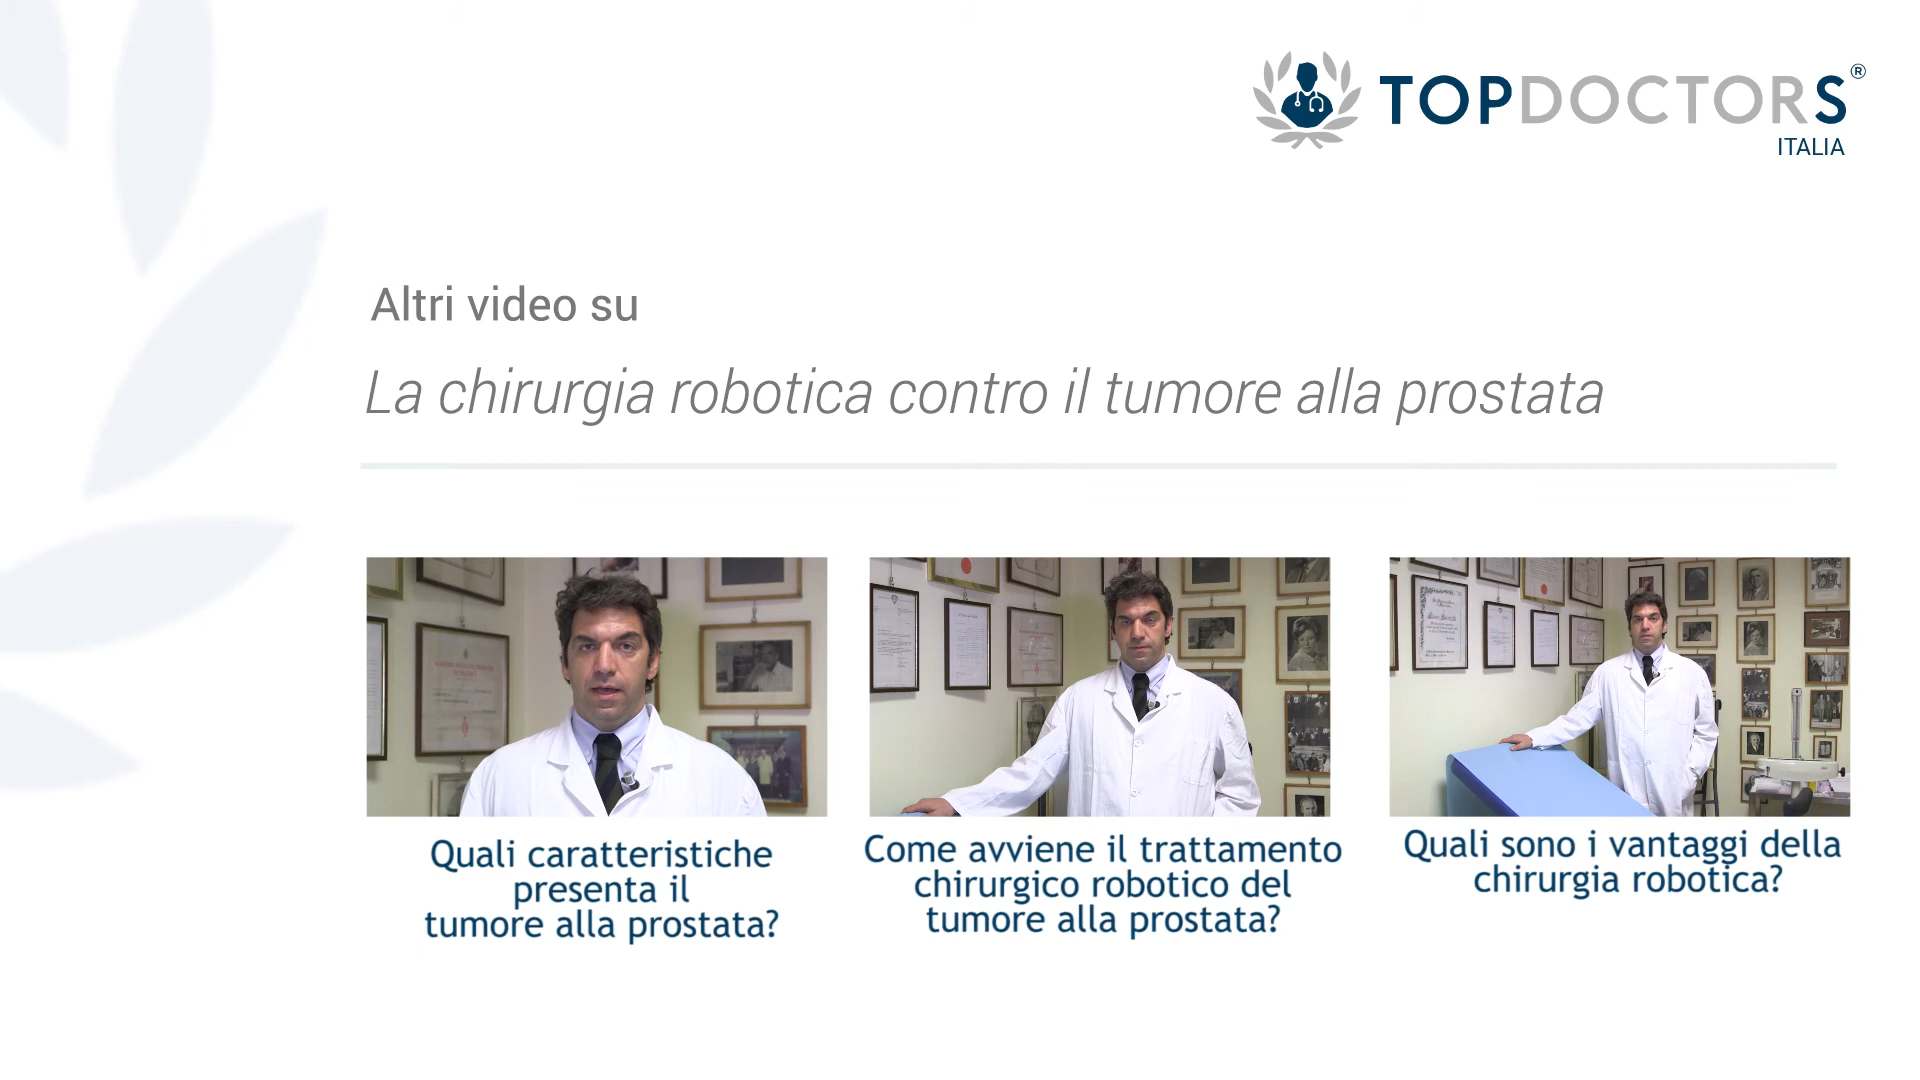 TOPDOCTORS®
ITALIA
Altri video su
La chirurgia robotica contro il tumore alla prostata
Quali caratteristiche
presenta il
tumore alla prostata?
Come avviene il trattamento
chirurgico robotico del
tumore alla prostata?
Quali sono i vantaggi della
chirurgia robotica?